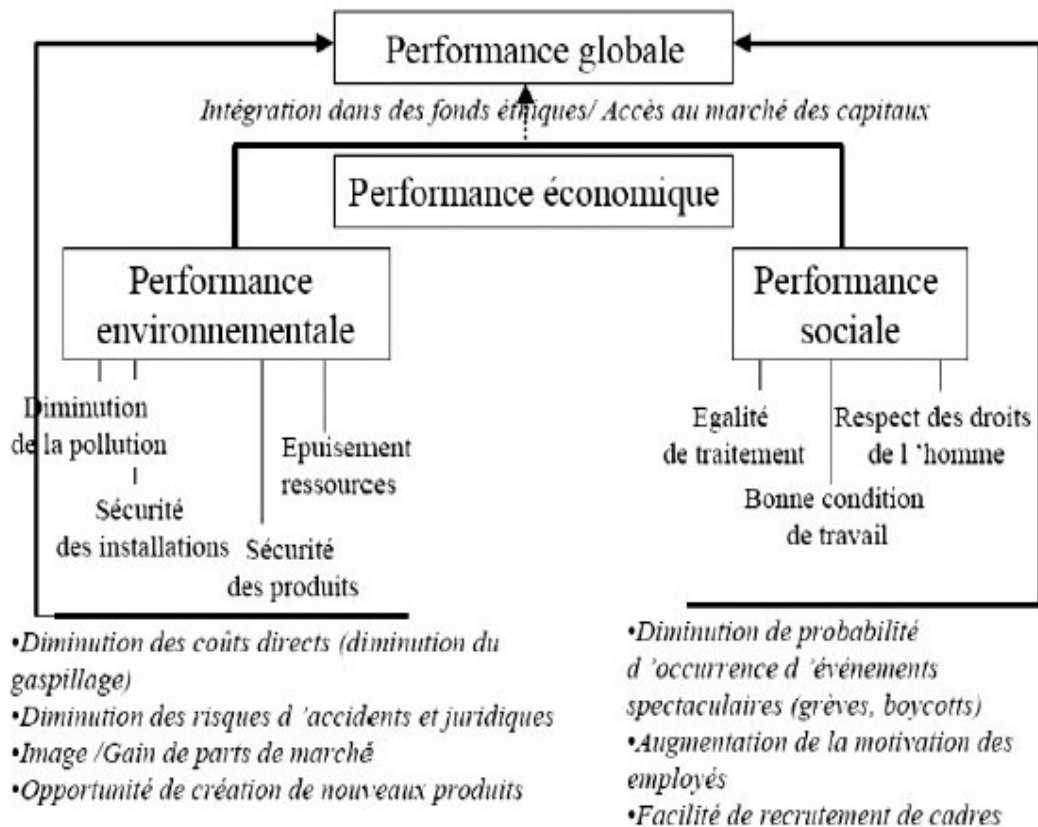 Performance globale
Intégration dans des fonds éthiques/ Accès au marché des capitaux
Performance économique
Performance
environnementale
Performance
sociale
Diminution
de la pollution
Sécurité
des installations
Sécurité
des produits
Epuisement
ressources
Egalité
de traitement
Bonne condition
de travail
Respect des droits
de l ’homme
•Diminution des coûts directs (diminution du
gaspillage)
•Diminution des risques d ’accidents et juridiques
•Image /Gain de parts de marché
•Opportunité de création de nouveaux produits
•Diminution de probabilité
d ’occurrence d ’événements
spectaculaires (grèves, boycotts)
•Augmentation de la motivation des
employés
•Facilité de recrutement de cadres